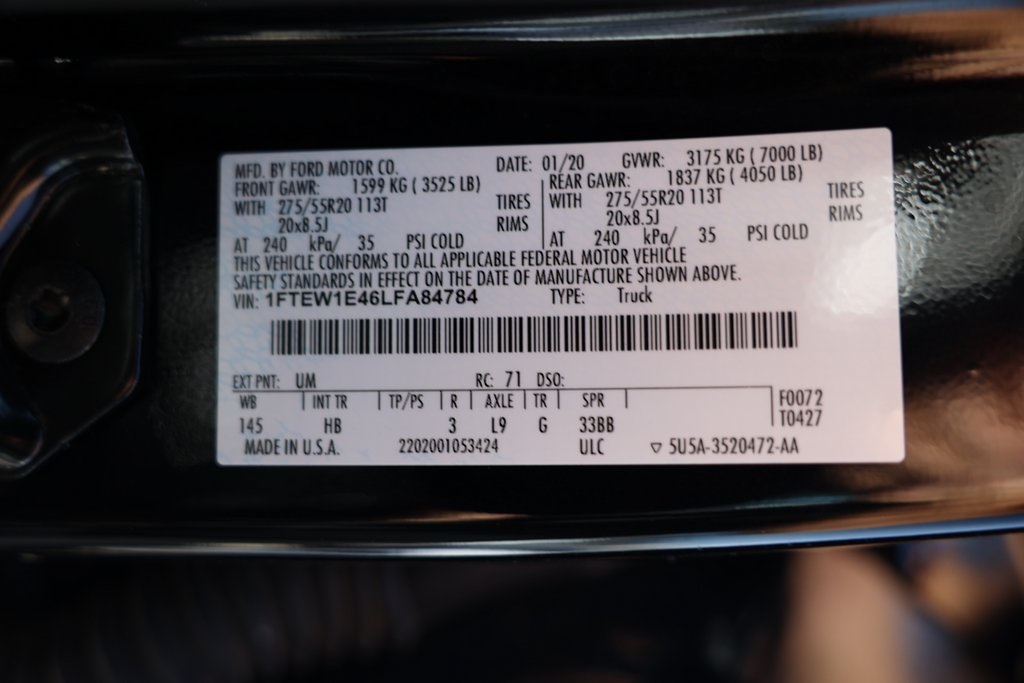 MFD. BY FORD MOTOR CO. DATE: 01/20 GVWR: 3175 KG ( 7000 LB)
FRONT GAWR: 1599 KG ( 3525 LB) REAR GAWR: 1837 KG ( 4050 LB)
WITH 275/55R20 113T TIRES WITH 275/55R20 113T TIRES
20x8.5J RIMS 20x8.5J RIMS
AT 240 kPa/ 35 PSI COLD AT 240 kPa/ 35 PSI COLD
THIS VEHICLE CONFORMS TO ALL APPLICABLE FEDERAL MOTOR VEHICLE
SAFETY STANDARDS IN EFFECT ON THE DATE OF MANUFACTURE SHOWN ABOVE.
VIN: 1FTEW1E46LFA84784 TYPE: Truck
EXT PNT: UM RC: 71 DSO:
WB INT TR TP/PS R AXLE TR SPR F0072
145 HB 3 L9 G 33BB T0427
MADE IN U.S.A. 2202001053424 ULC ▽ 5U5A-3520472-AA